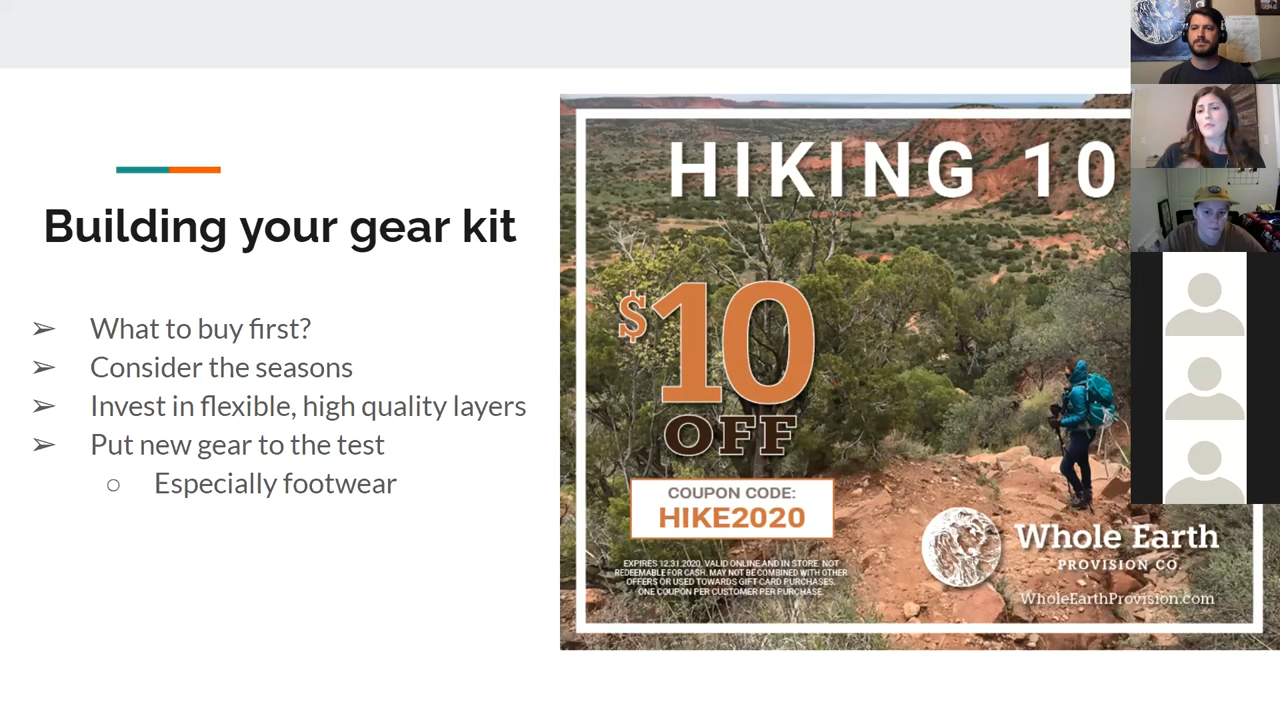 Building your gear kit
➢ What to buy first?
➢ Consider the seasons
➢ Invest in flexible, high quality layers
➢ Put new gear to the test
○ Especially footwear
HIKING 10
$10
OFF
COUPON CODE:
HIKE2020
EXPIRES 12.31.2020. VALID ONLINE AND IN STORE. NOT
REDEEMABLE FOR CASH. MAY NOT BE COMBINED WITH OTHER
OFFERS OR USED TOWARDS GIFT CARD PURCHASES.
ONE COUPON PER CUSTOMER PER PURCHASE.
Whole Earth
PROVISION CO.
WholeEarthProvision.com